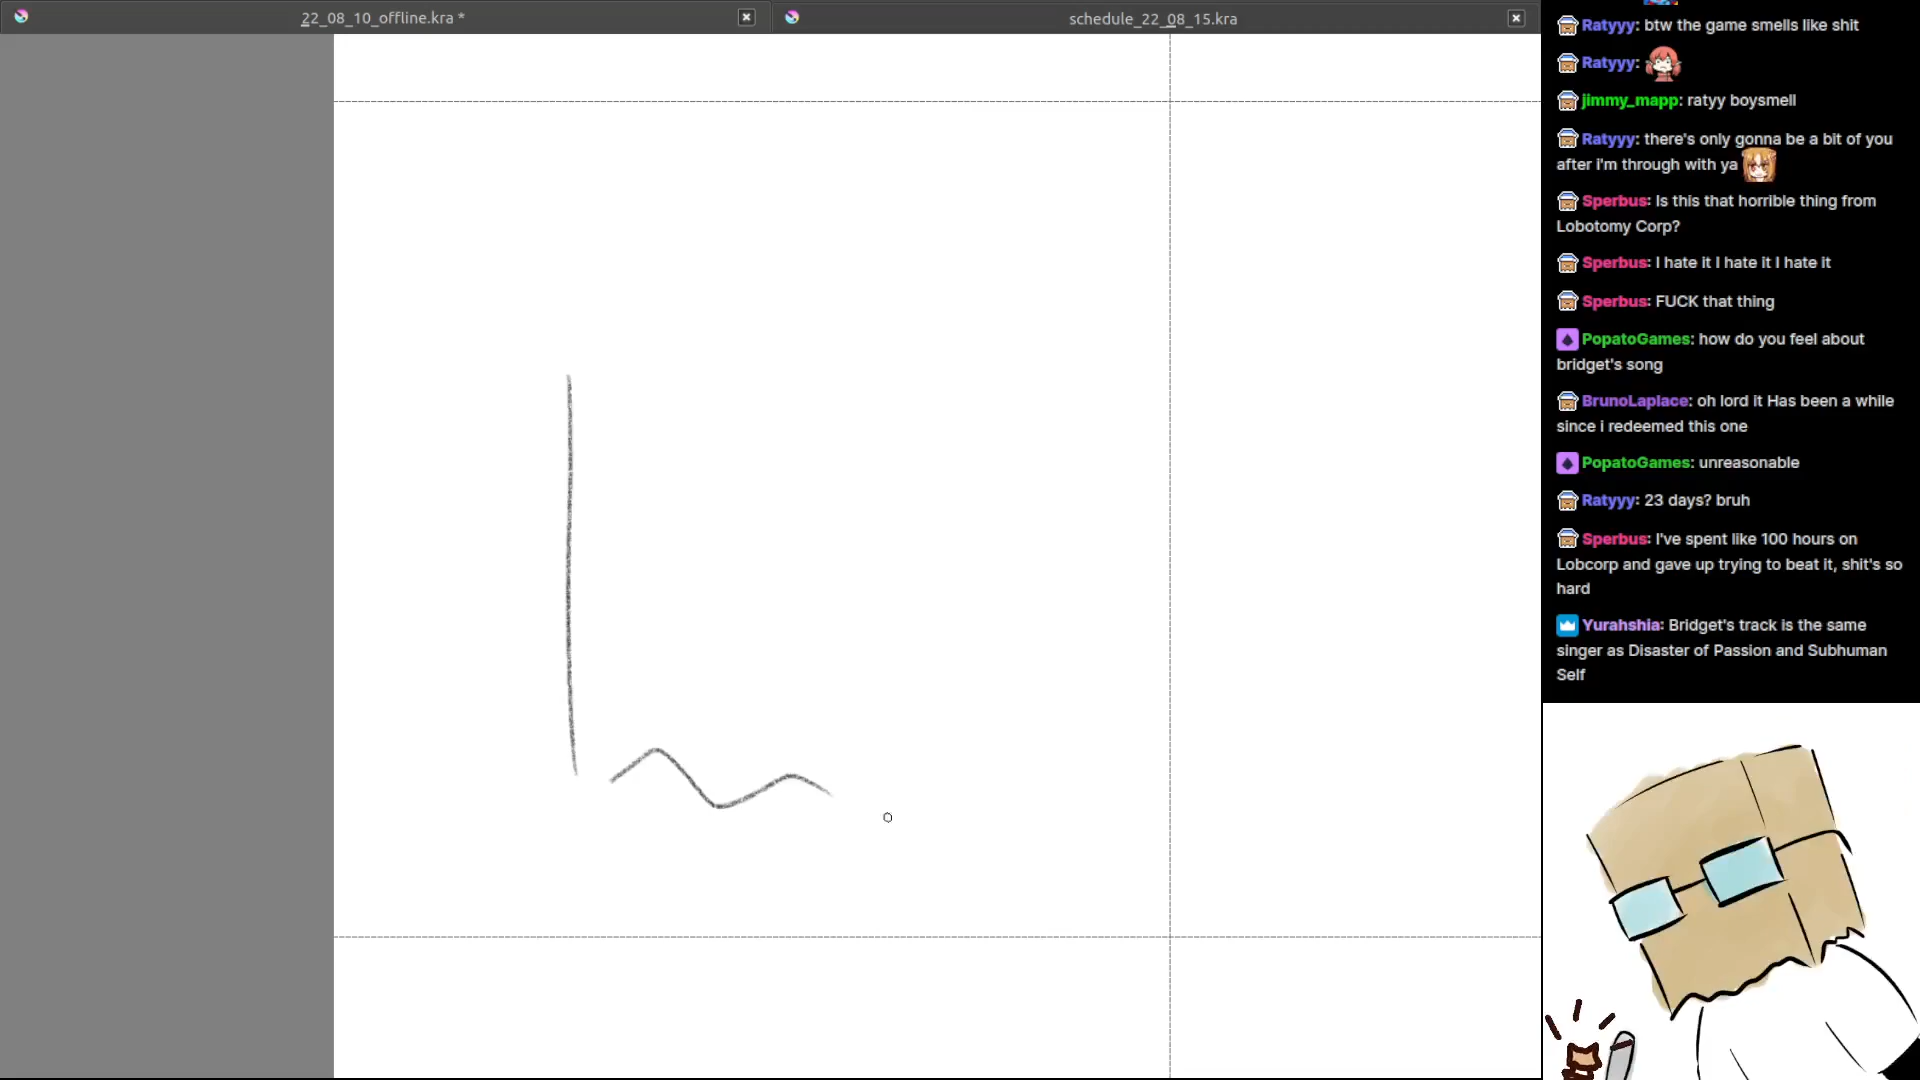 22_08_10_offline.kra *
schedule_22_08_15.kra
Ratyyy: btw the game smells like shit
Ratyyy:
jimmy_mapp: ratyy boysmell
Ratyyy: there's only gonna be a bit of you
after i'm through with ya
Sperbus: Is this that horrible thing from
Lobotomy Corp?
Sperbus: I hate it I hate it I hate it
Sperbus: FUCK that thing
PopatoGames: how do you feel about
bridget's song
BrunoLaplace: oh lord it Has been a while
since i redeemed this one
PopatoGames: unreasonable
Ratyyy: 23 days? bruh
Sperbus: I've spent like 100 hours on
Lobcorp and gave up trying to beat it, shit's so
hard
Yurahshia: Bridget's track is the same
singer as Disaster of Passion and Subhuman
Self